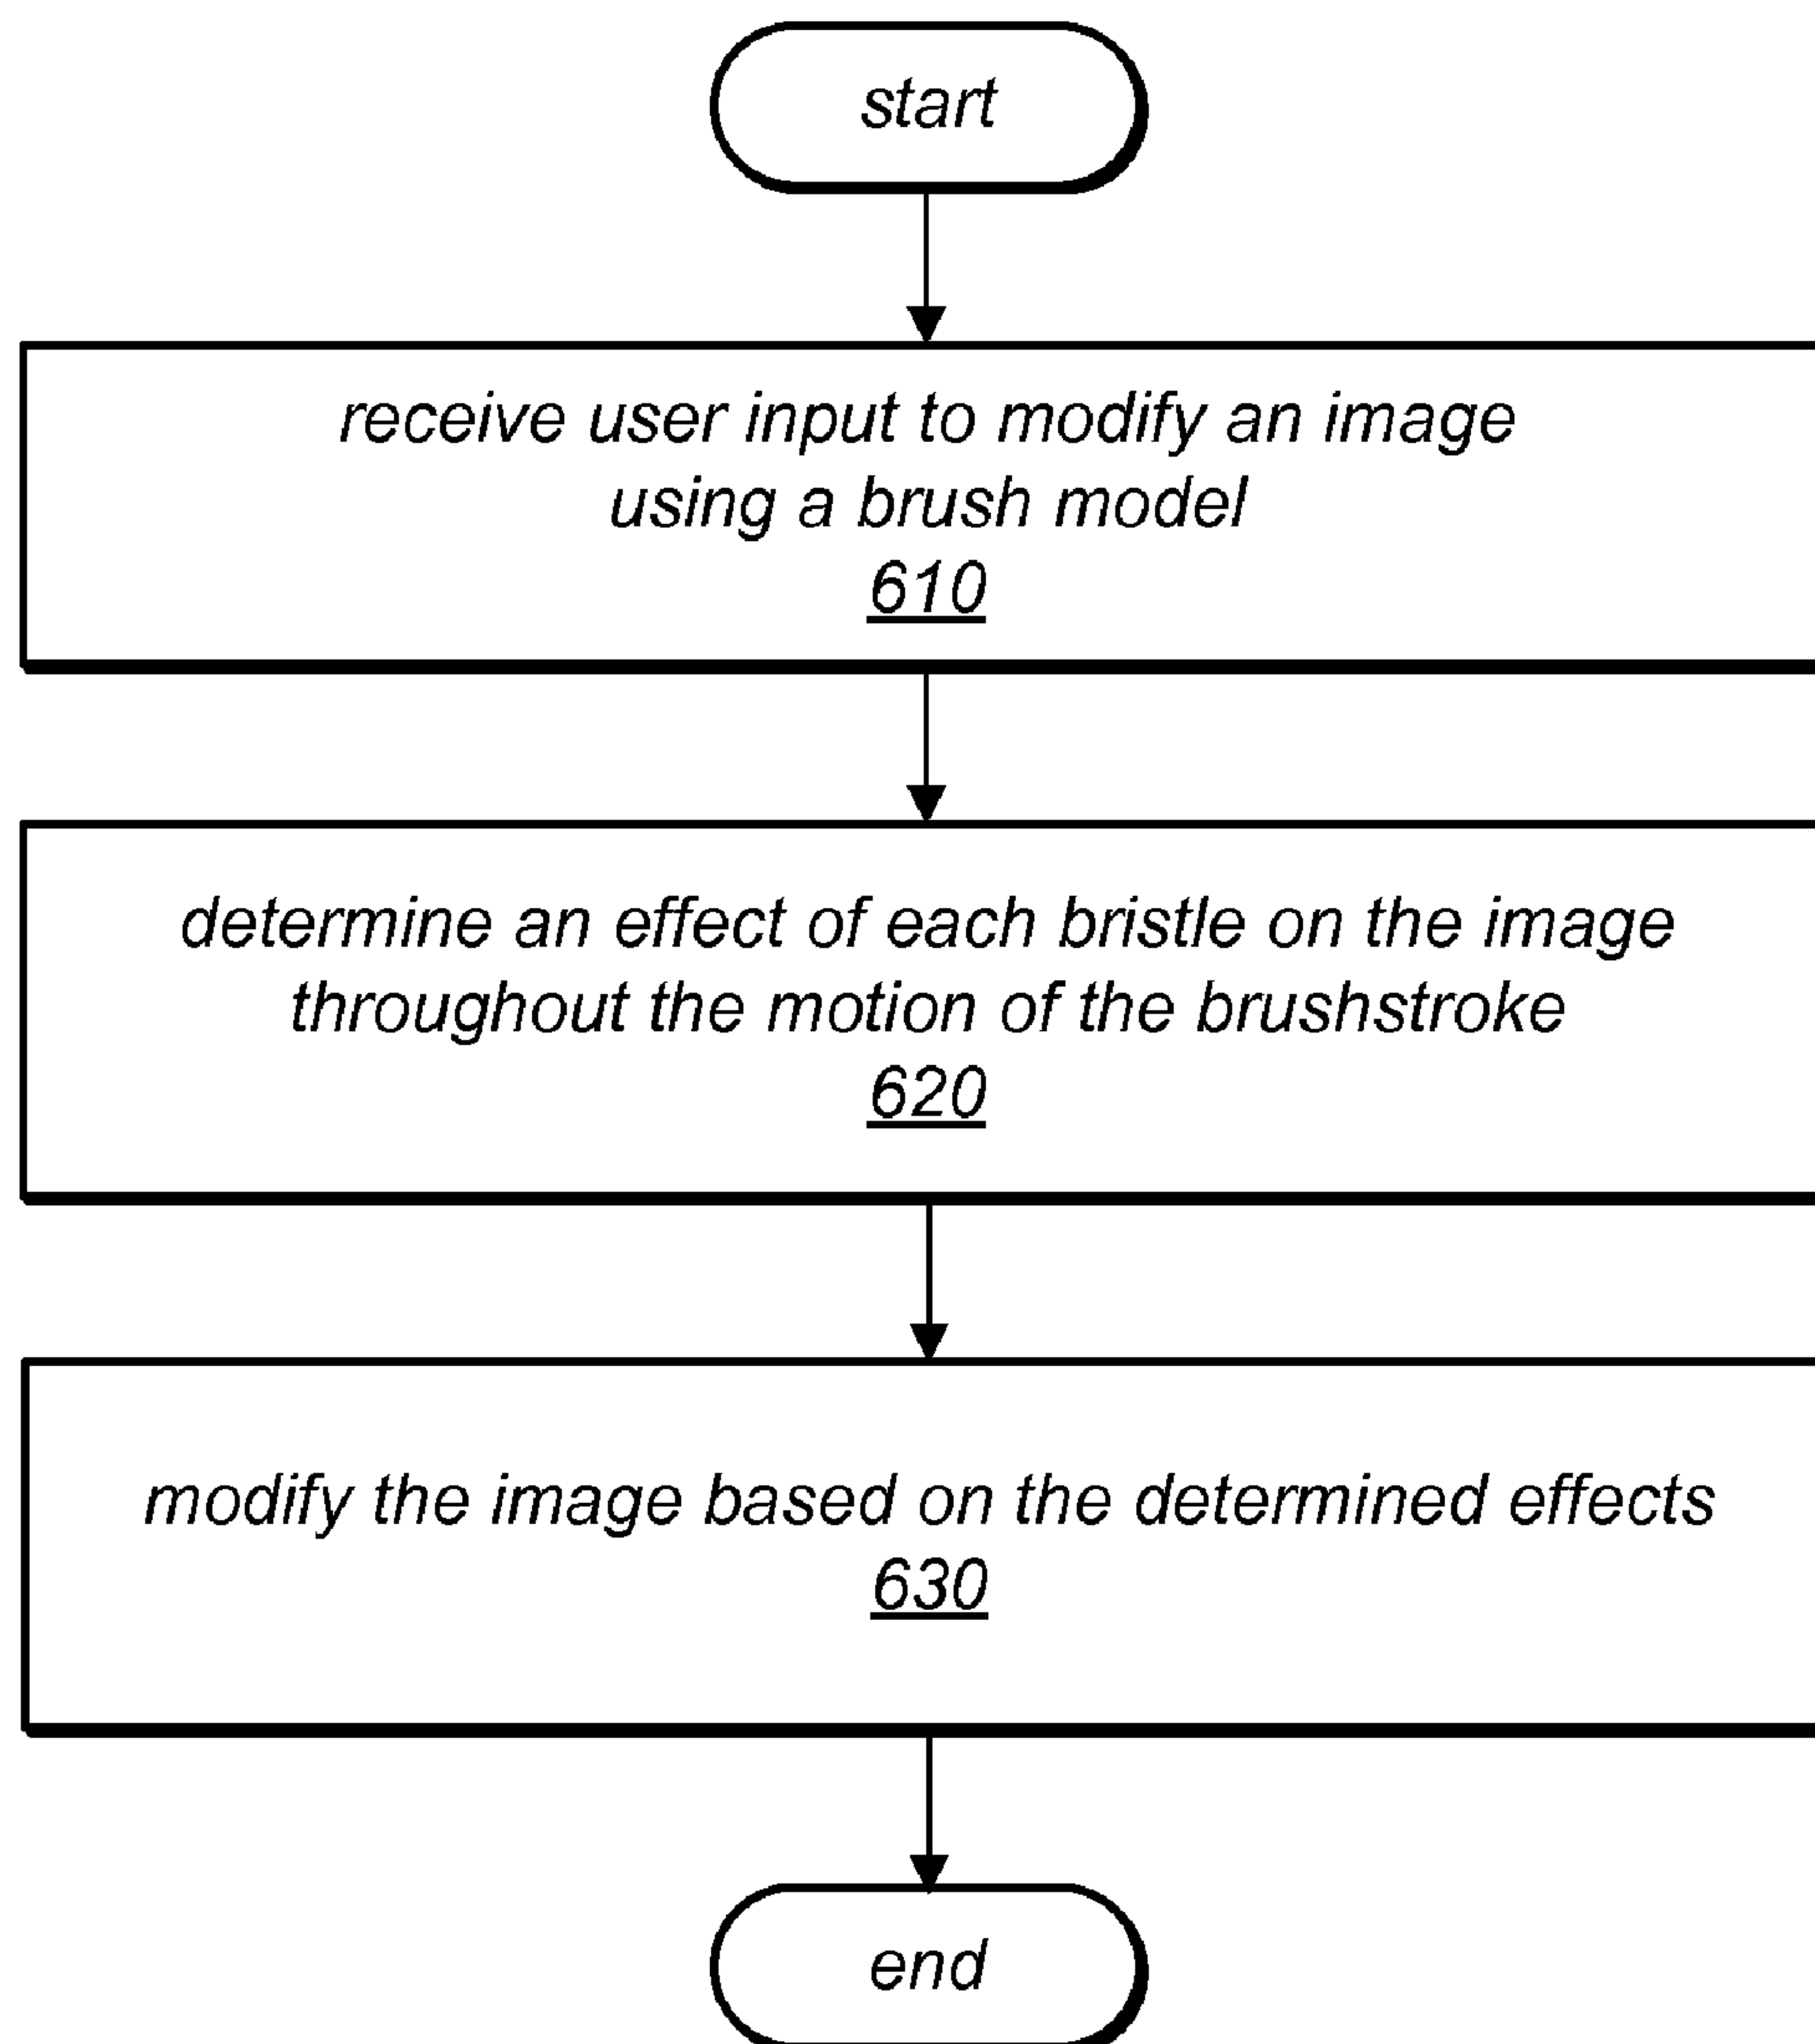 start
receive user input to modify an image
using a brush model
610
determine an effect of each bristle on the image
throughout the motion of the brushstroke
620
modify the image based on the determined effects
630
end